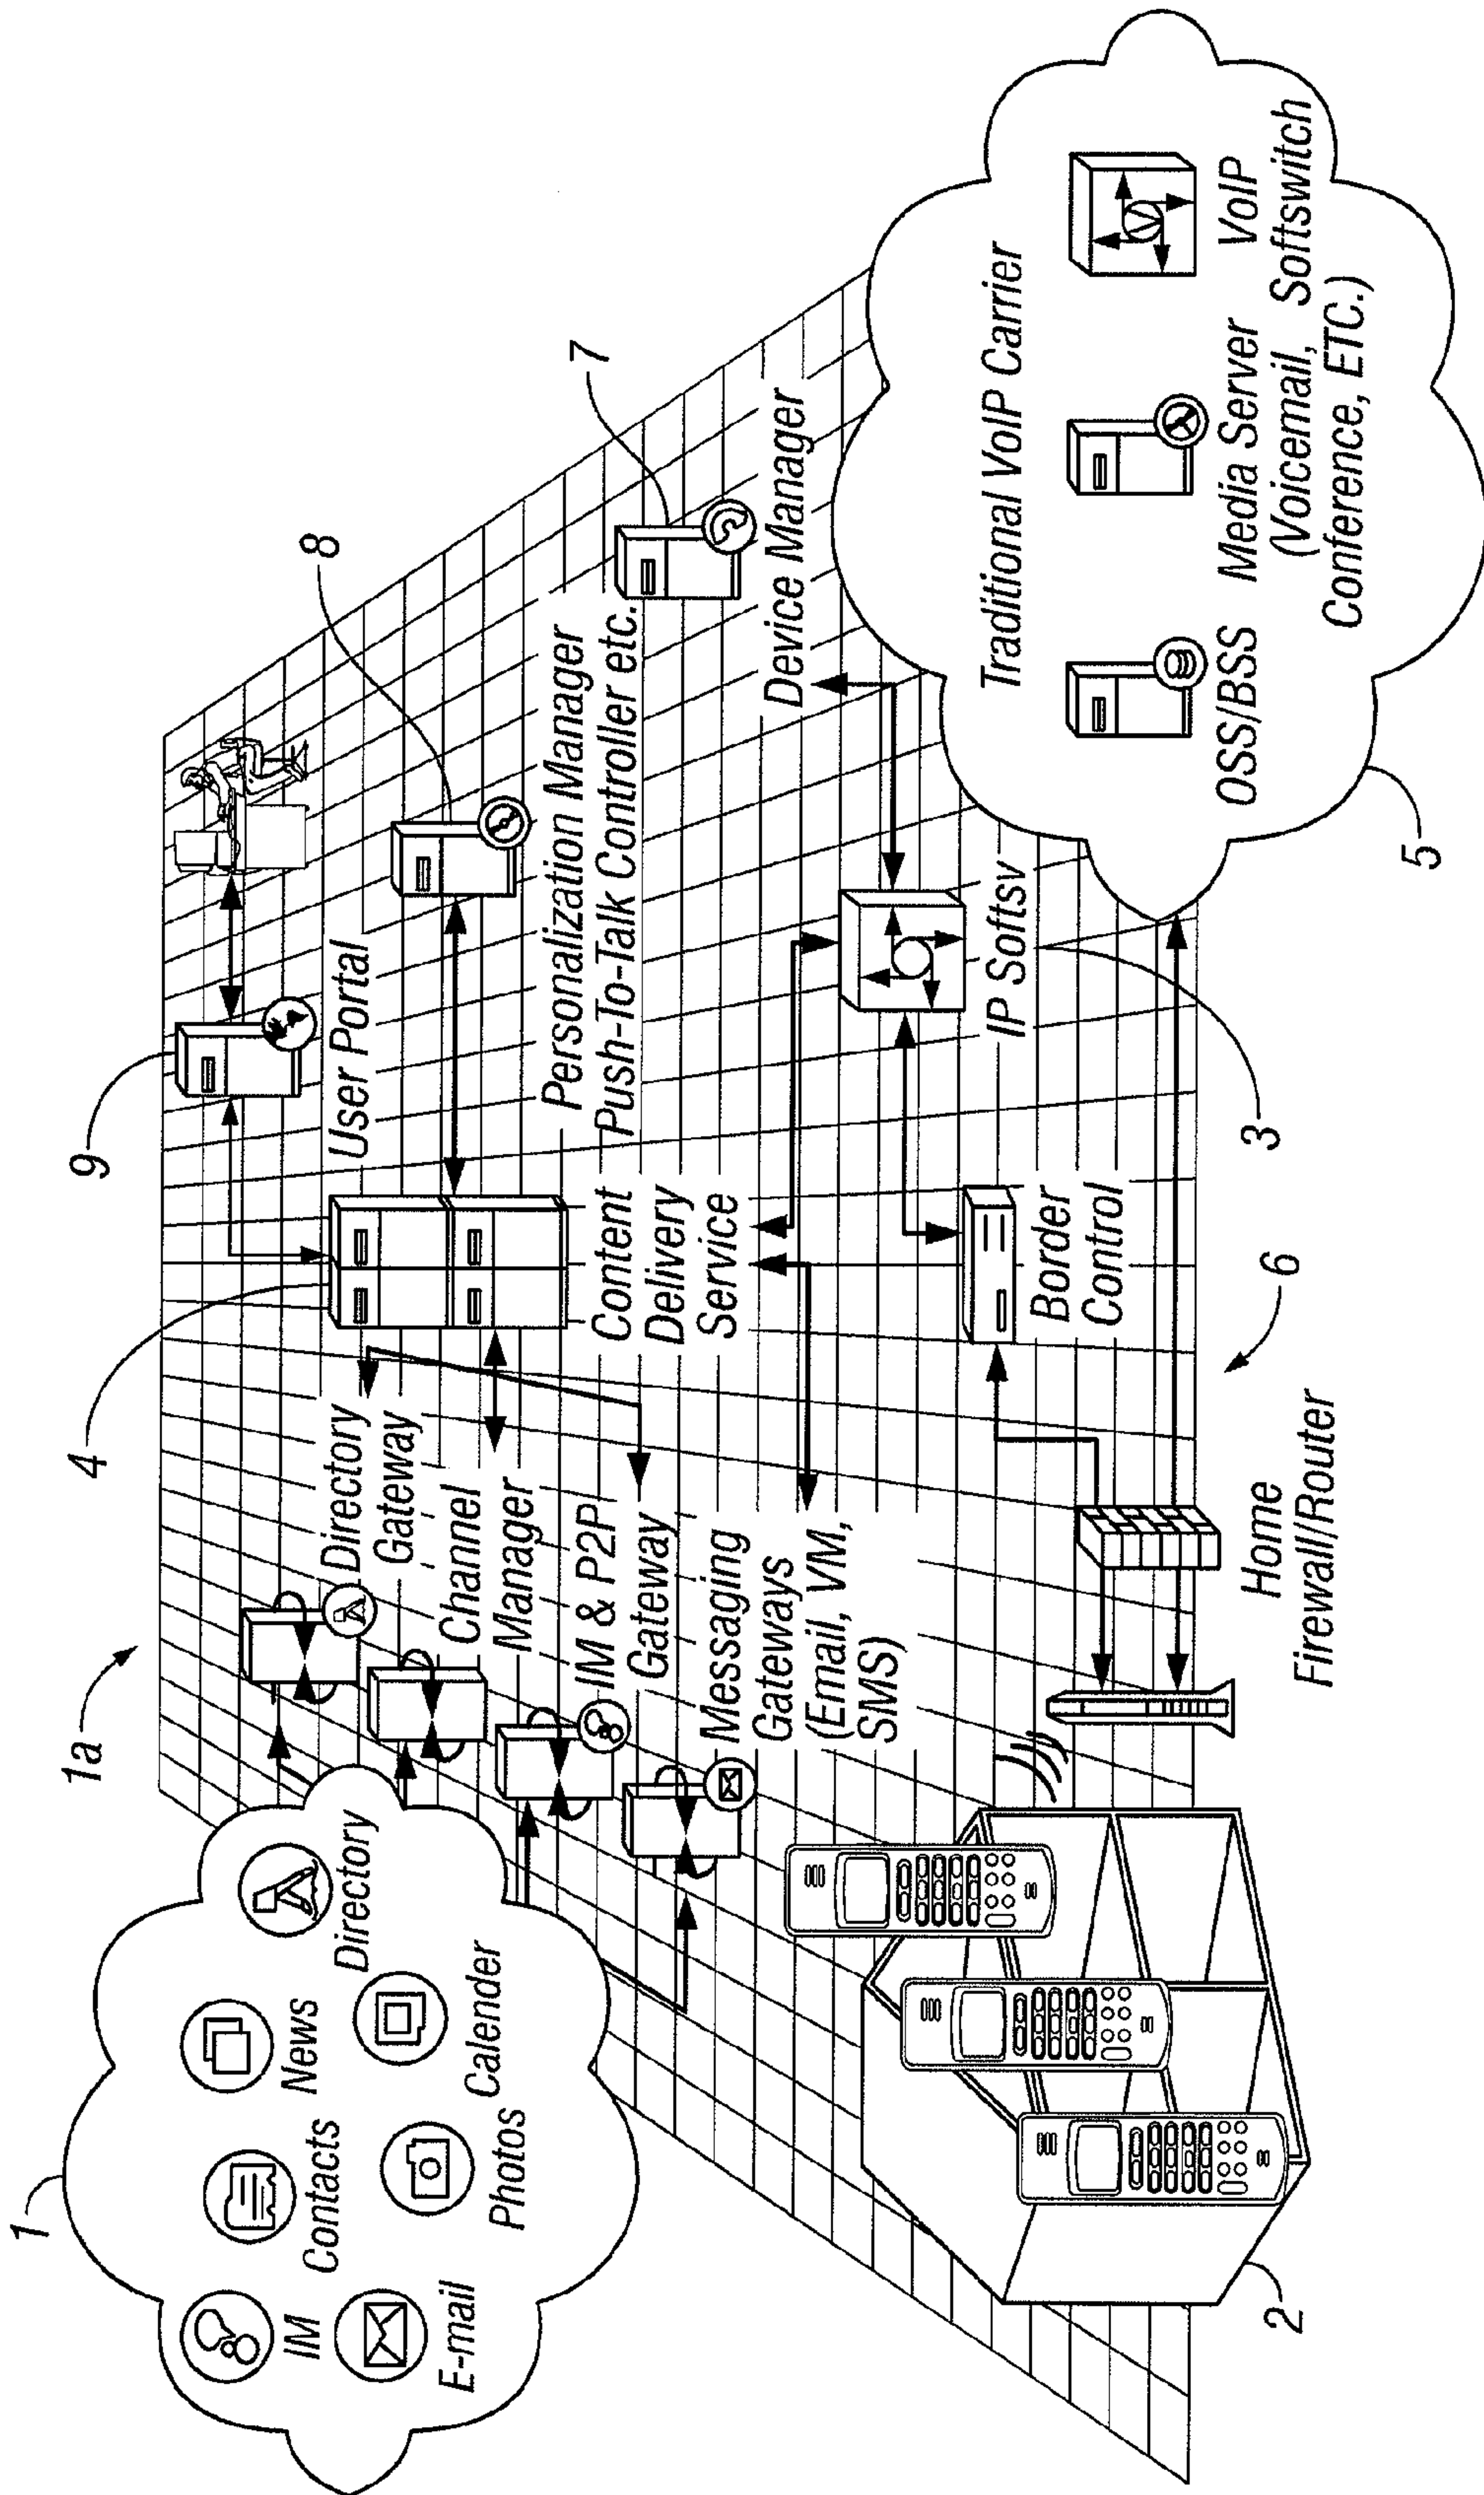 1
1a
IM
Contacts
News
Directory
E-mail
Photos
Calender
Directory
Gateway
Channel
Manager
IM & P2P
Gateway
Messaging
Gateways
(Email, VM,
SMS)
4
9
User Portal
8
Personalization Manager
Push-To-Talk Controller etc.
Content
Delivery
Service
7
Device Manager
IP Softsv
3
Border
Control
6
Home
Firewall/Router
2
Traditional VoIP Carrier
OSS/BSS
Media Server
(Voicemail,
Conference, ETC.)
VoIP
Softswitch
5